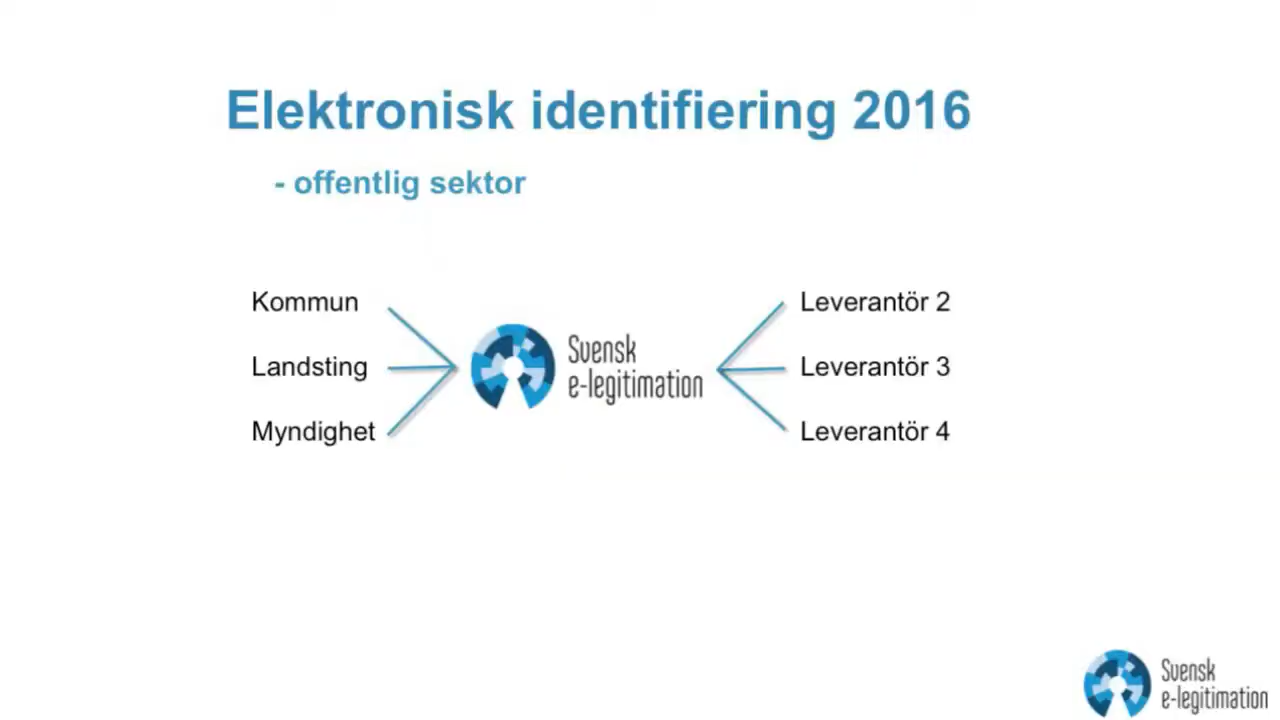 Elektronisk identifiering 2016
- offentlig sektor
Kommun
Landsting
Myndighet
Svensk
e-legitimation
Leverantör 2
Leverantör 3
Leverantör 4
Svensk
e-legitimation